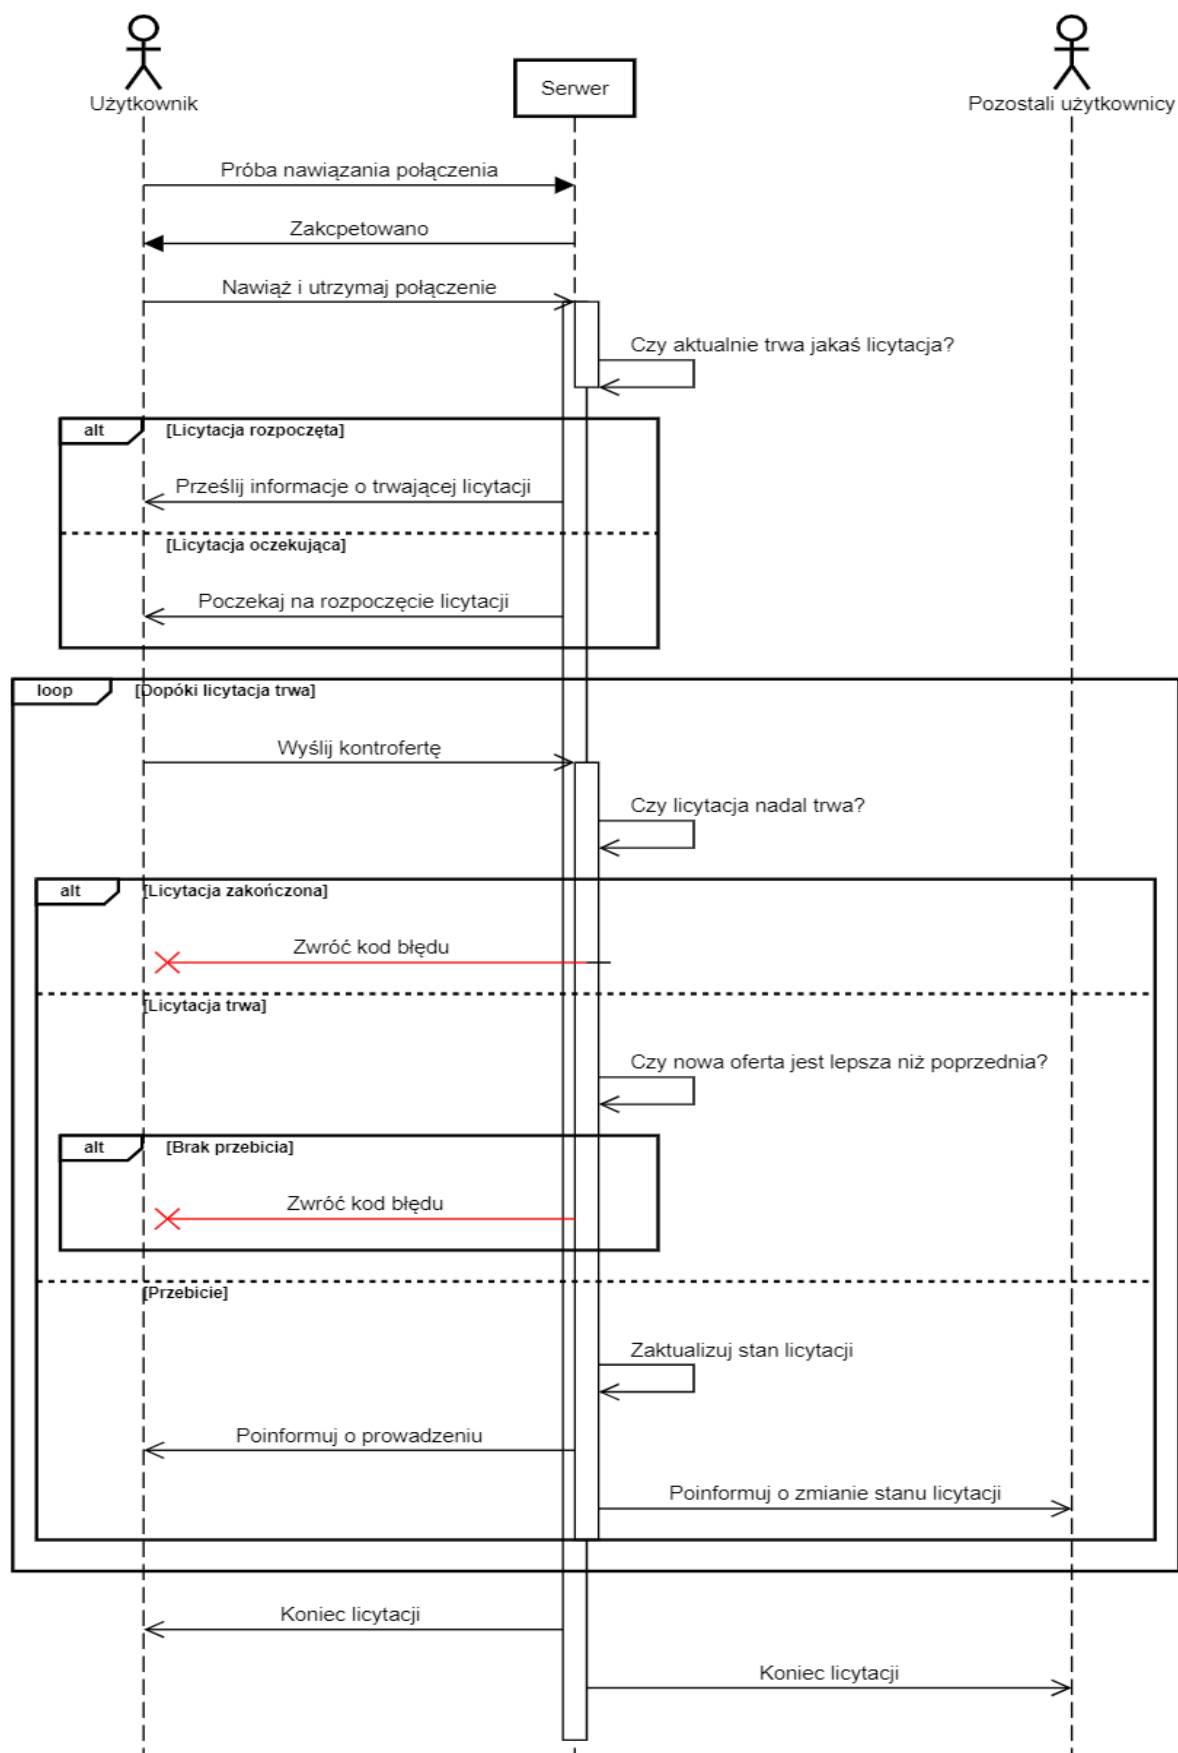 Użytkownik
Serwer
Pozostali użytkownicy
Próba nawiązania połączenia
Zakcpetowano
Nawiąż i utrzymaj połączenie
Czy aktualnie trwa jakaś licytacja?
alt
[Licytacja rozpoczęta]
Prześlij informacje o trwającej licytacji
[Licytacja oczekująca]
Poczekaj na rozpoczęcie licytacji
loop
[Dopóki licytacja trwa]
Wyślij kontrofertę
Czy licytacja nadal trwa?
alt
[Licytacja zakończona]
Zwróć kod błędu
[Licytacja trwa]
Czy nowa oferta jest lepsza niż poprzednia?
alt
[Brak przebicia]
Zwróć kod błędu
[Przebicie]
Zaktualizuj stan licytacji
Poinformuj o prowadzeniu
Poinformuj o zmianie stanu licytacji
Koniec licytacji
Koniec licytacji